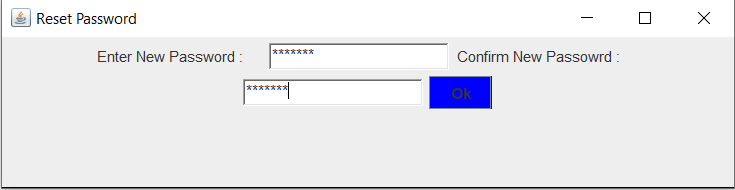 Reset Password
Enter New Password : ******* Confirm New Passowrd :
******* Ok